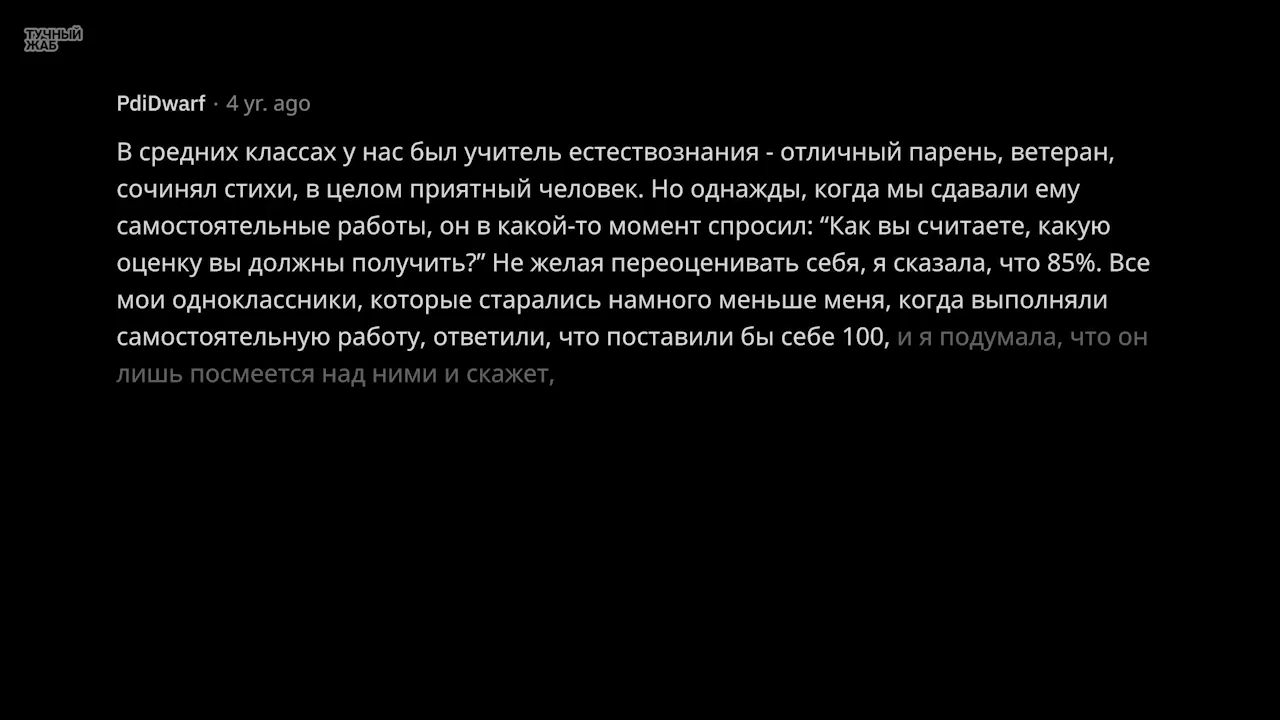 ТУЧНЫЙ
ЖАБ
PdiDwarf · 4 yr. ago
В средних классах у нас был учитель естествознания - отличный парень, ветеран,
сочинял стихи, в целом приятный человек. Но однажды, когда мы сдавали ему
самостоятельные работы, он в какой-то момент спросил: “Как вы считаете, какую
оценку вы должны получить?” Не желая переоценивать себя, я сказала, что 85%. Все
мои одноклассники, которые старались намного меньше меня, когда выполняли
самостоятельную работу, ответили, что поставили бы себе 100, и я подумала, что он
лишь посмеется над ними и скажет,